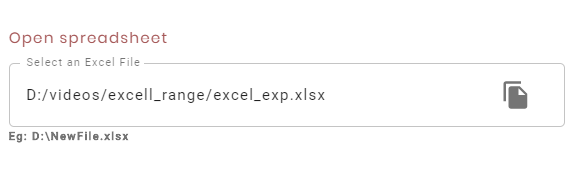 Open spreadsheet
Select an Excel File
D:/videos/excell_range/excel_exp.xlsx
Eg: D:\NewFile.xlsx